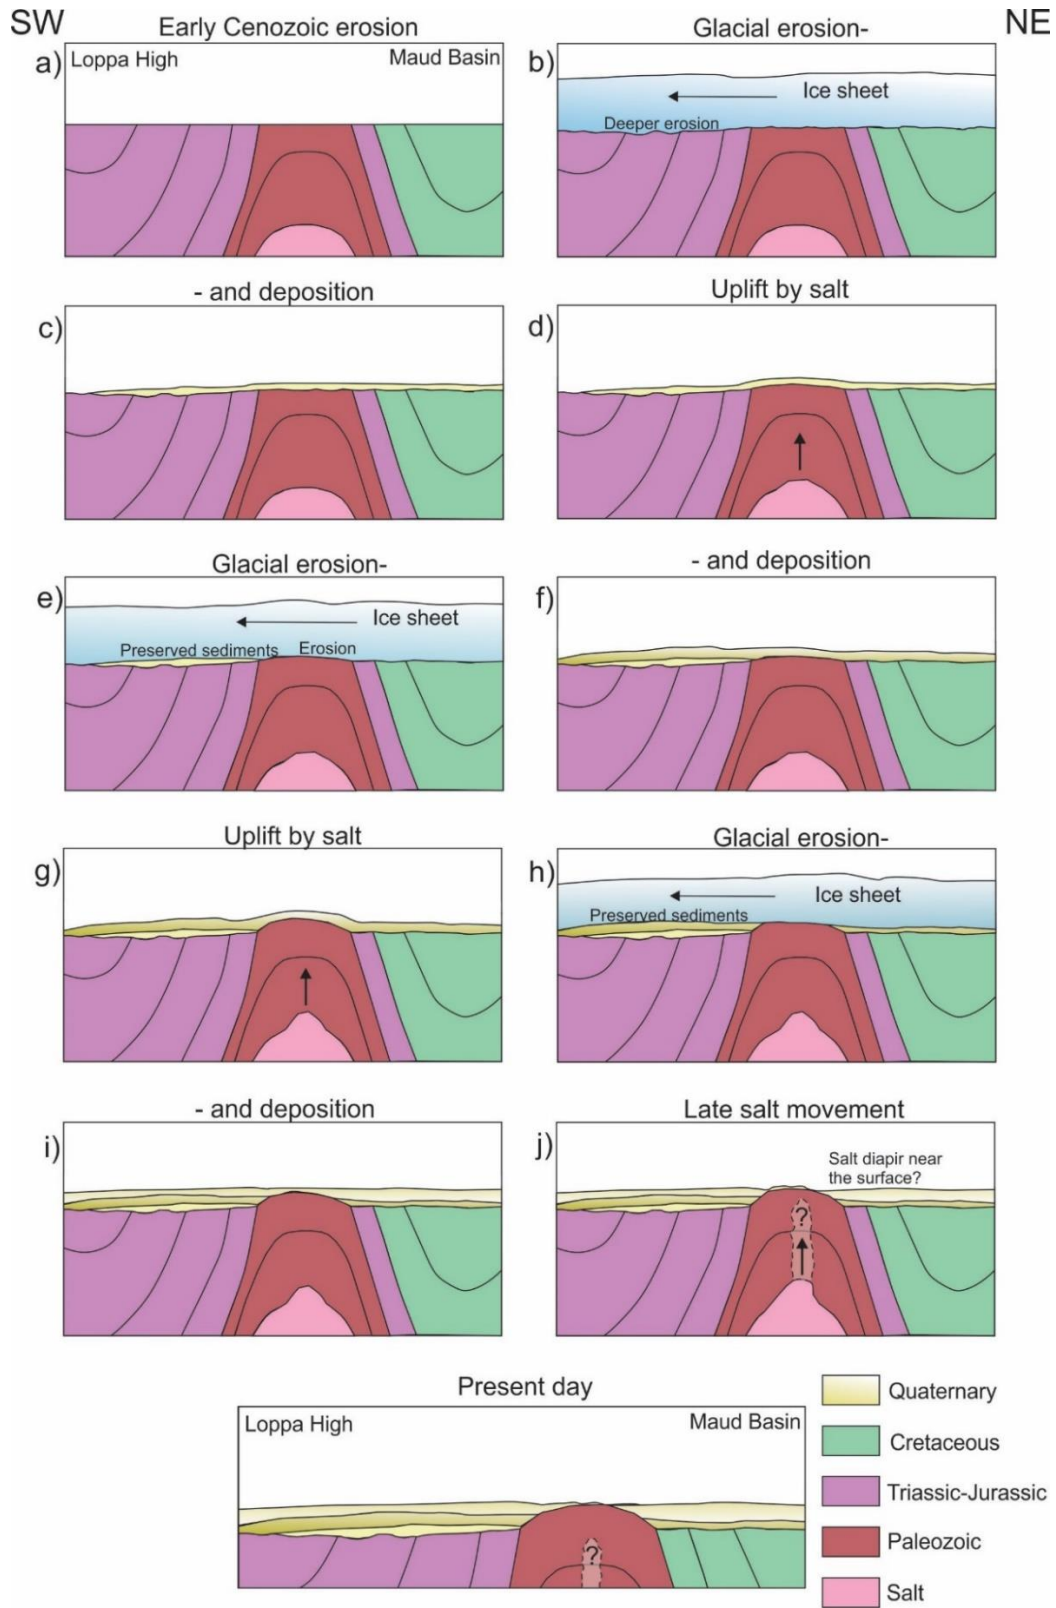 SW
NE
Early Cenozoic erosion
a)
Loppa High
Maud Basin
Glacial erosion-
b)
Ice sheet
Deeper erosion
- and deposition
c)
Uplift by salt
d)
Glacial erosion-
e)
Ice sheet
Preserved sediments
Erosion
- and deposition
f)
Uplift by salt
g)
Glacial erosion-
h)
Ice sheet
Preserved sediments
- and deposition
i)
Late salt movement
j)
Salt diapir near
the surface?
?
Present day
Loppa High
Maud Basin
?
Quaternary
Cretaceous
Triassic-Jurassic
Paleozoic
Salt